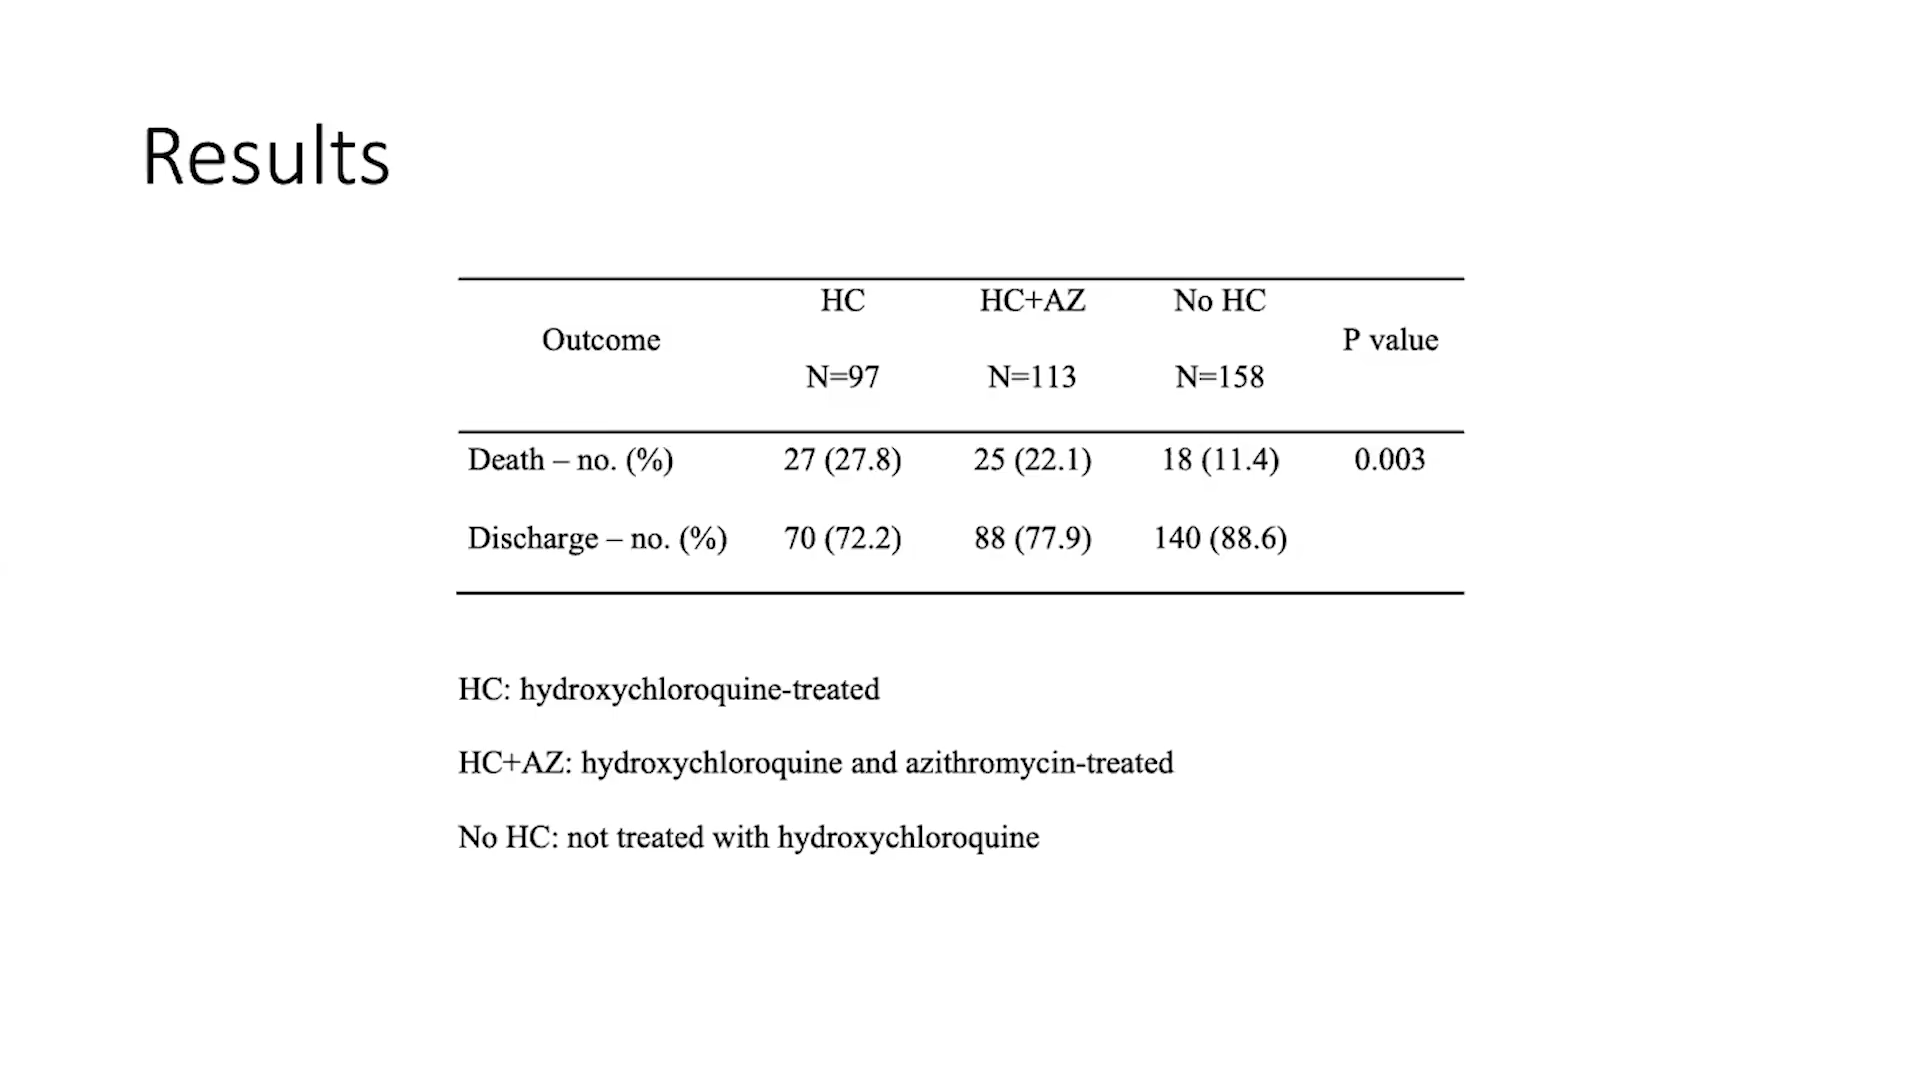 Results
HC HC+AZ No HC
Outcome P value
N=97 N=113 N=158
Death – no. (%) 27 (27.8) 25 (22.1) 18 (11.4) 0.003
Discharge – no. (%) 70 (72.2) 88 (77.9) 140 (88.6)
HC: hydroxychloroquine-treated
HC+AZ: hydroxychloroquine and azithromycin-treated
No HC: not treated with hydroxychloroquine